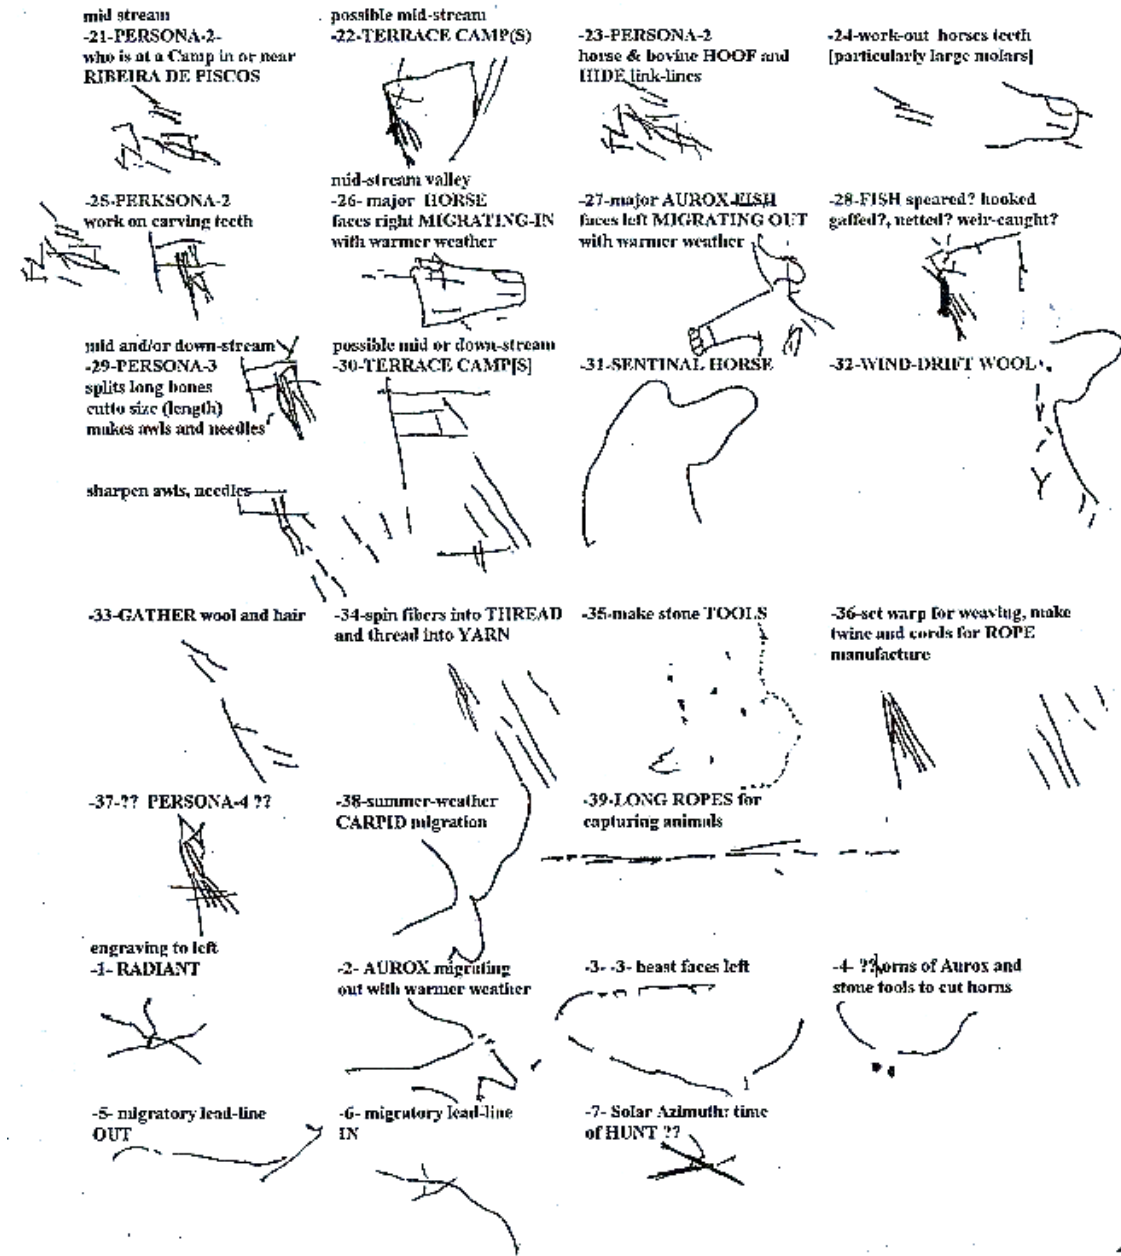 mid stream
-21-PERSONA-2-
who is at a Camp in or near
RIBEIRA DE PISCOS
possible mid-stream
-22-TERRACE CAMP(S)
-23-PERSONA-2
horse & bovine HOOF and
HIDE link-lines
-24-work-out horses teeth
[particularly large molars]
-25-PERKSONA-2
work on carving teeth
mid-stream valley
-26- major HORSE
faces right MIGRATING-IN
with warmer weather
-27-major AUROX-FISH
faces left MIGRATING OUT
with warmer weather
-28-FISH speared? hooked
gaffed?, netted? weir-caught?
mid and/or down-stream
-29-PERSONA-3
splits long bones
cutto size (length)
makes awls and needles
sharpen awls, needles
possible mid or down-stream
-30-TERRACE CAMP[S]
-31-SENTINAL HORSE
-32-WIND-DRIFT WOOL
-33-GATHER wool and hair
-34-spin fibers into THREAD
and thread into YARN
-35-make stone TOOLS
-36-set warp for weaving, make
twine and cords for ROPE
manufacture
-37-?? PERSONA-4 ??
-38-summer-weather
CARPID migration
-39-LONG ROPES for
capturing animals
engraving to left
-1- RADIANT
-2- AUROX migrating
out with warmer weather
-3- -3- beast faces left
-4- ??orns of Aurox and
stone tools to cut horns
-5- migratory lead-line
OUT
-6- migratory lead-line
IN
-7- Solar Azimuth: time
of HUNT ??